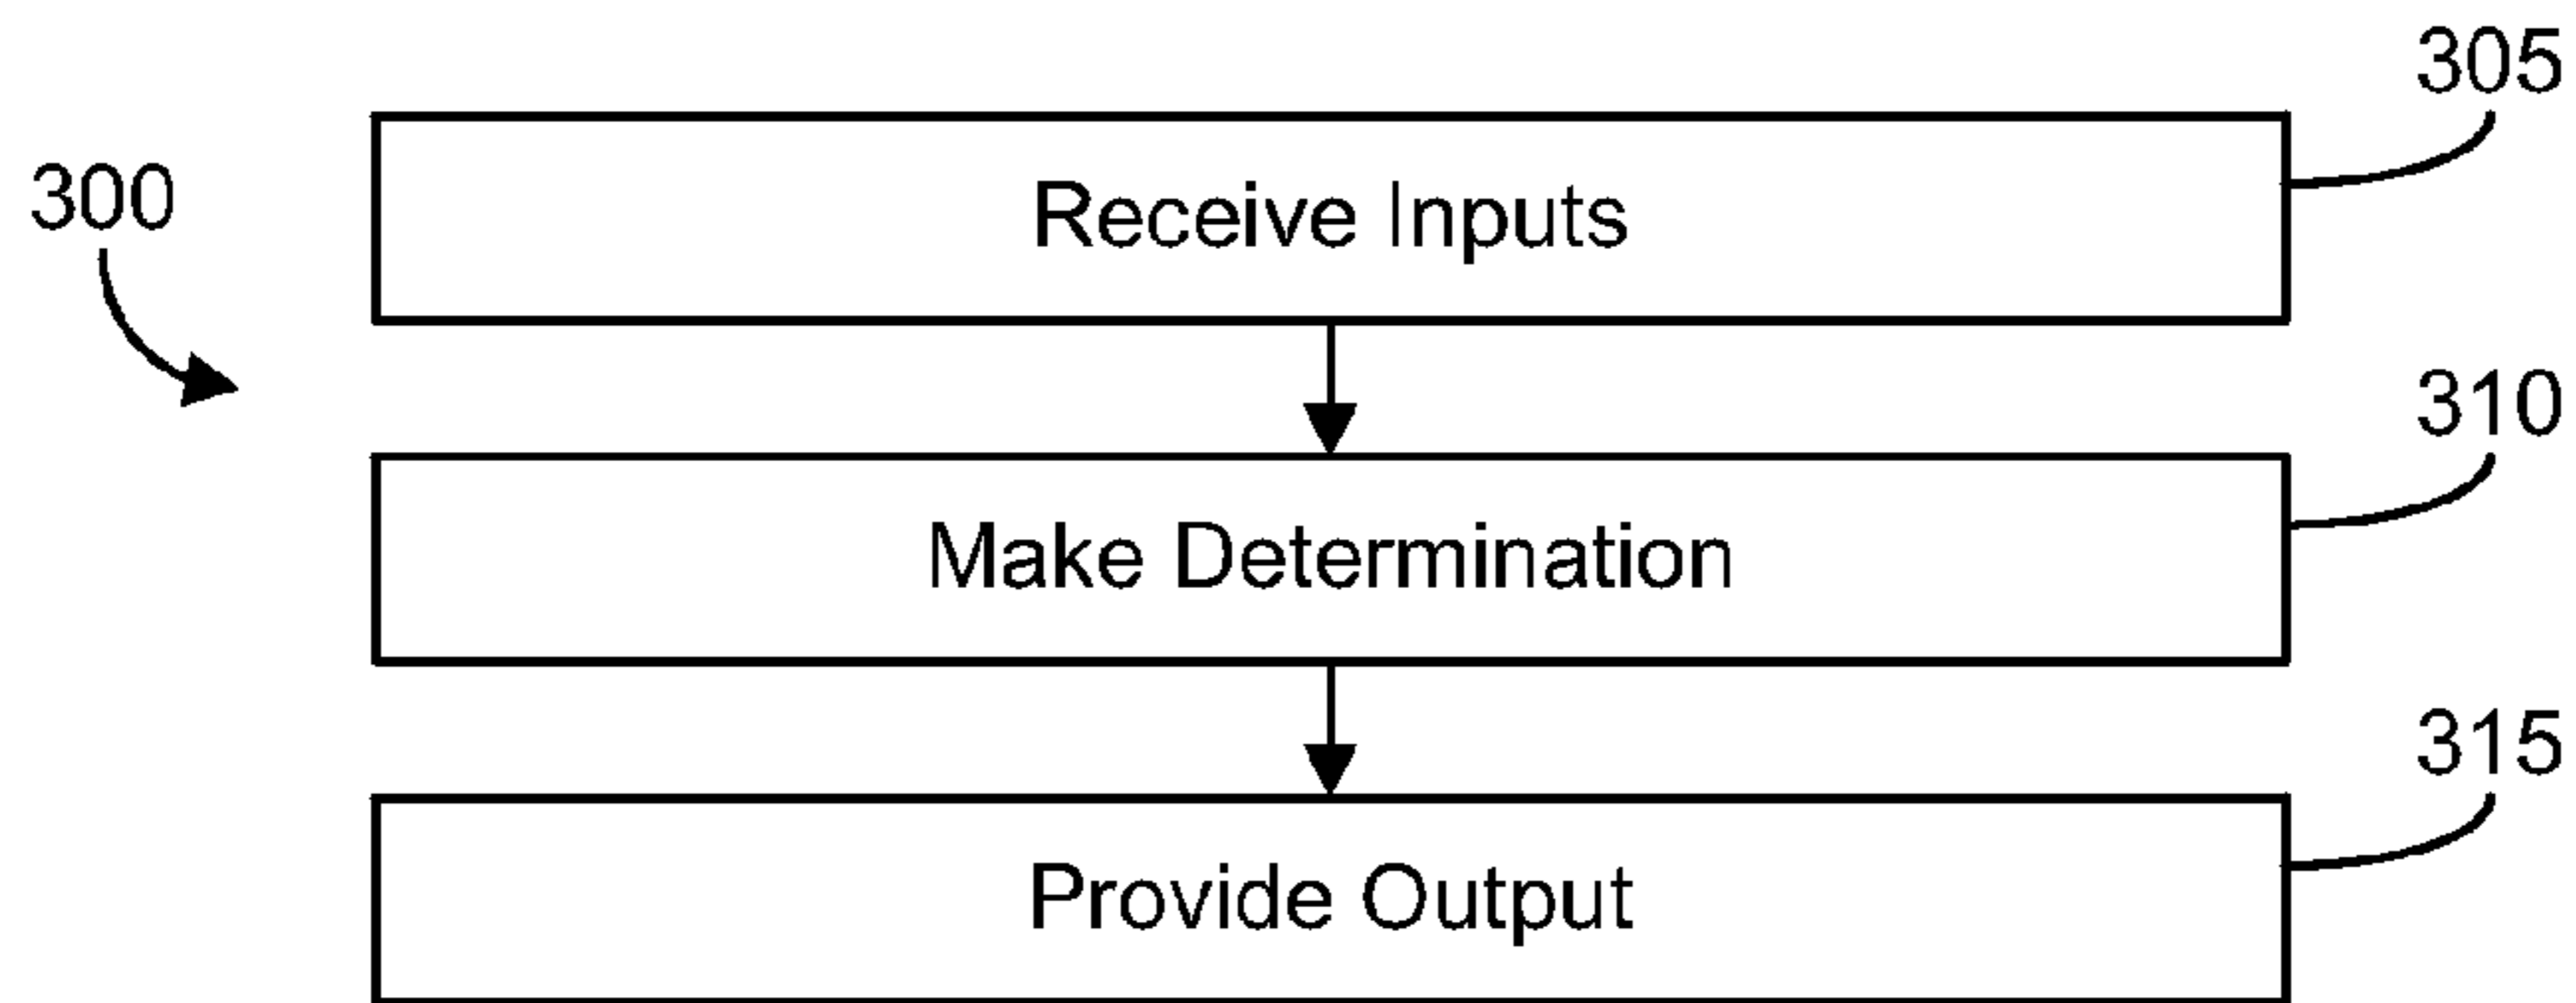 305
300
Receive Inputs
310
Make Determination
315
Provide Output